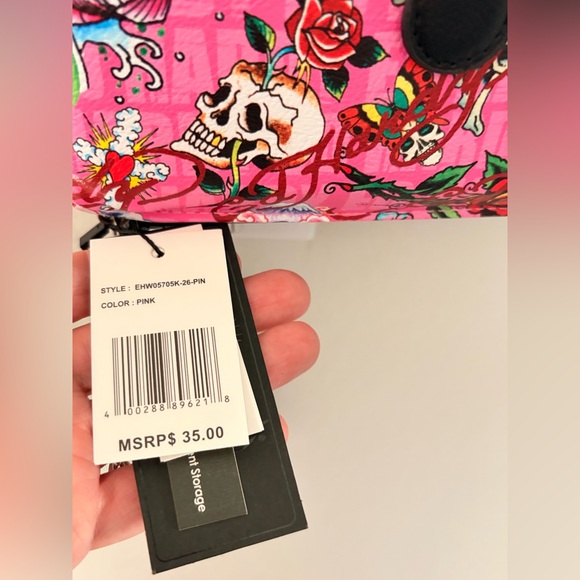 STYLE : EHW05705K-26-PIN
COLOR : PINK
4 00288 89621 8
MSRP$ 35.00
Storage